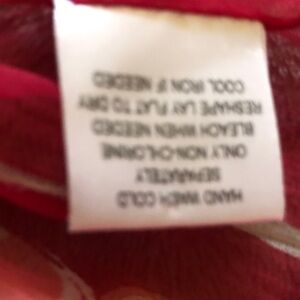 HAND WASH COLD
SEPARATELY
ONLY NON-CHLORINE
BLEACH WHEN NEEDED
RESHAPE LAY FLAT TO DRY
COOL IRON IF NEEDED